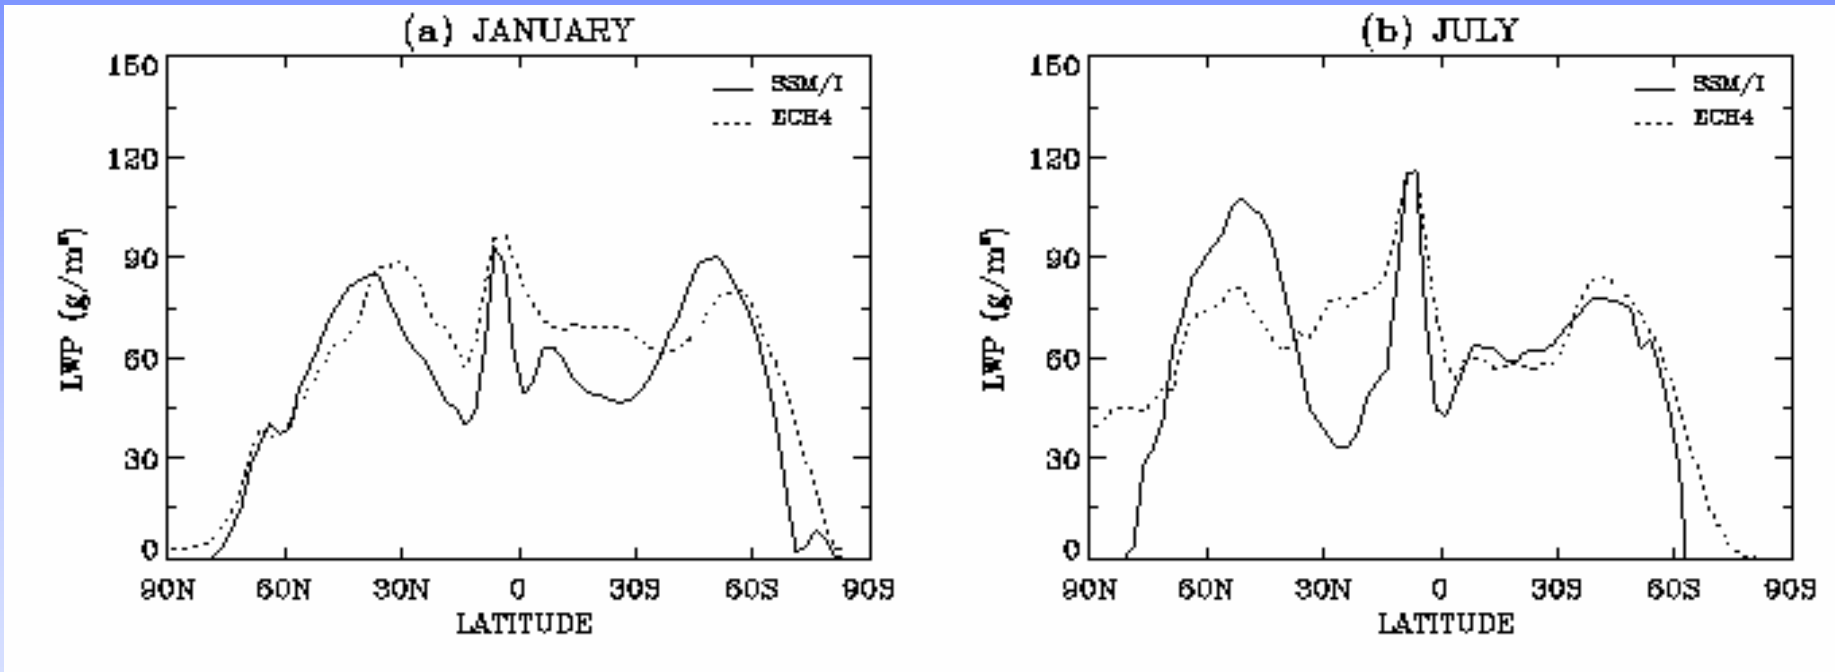 (a) JANUARY
150
120
90
60
30
0
LWP (g/m²)
SSM/I
ECH4
90N 60N 30N 0 30S 60S 90S
LATITUDE
(b) JULY
150
120
90
60
30
0
LWP (g/m²)
SSM/I
ECH4
90N 60N 30N 0 30S 60S 90S
LATITUDE